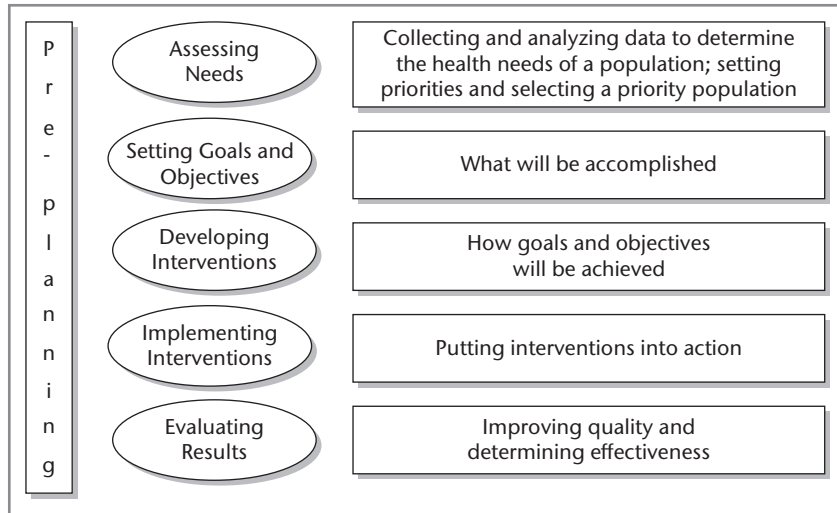 Pre-planning
Assessing
Needs
Collecting and analyzing data to determine
the health needs of a population; setting
priorities and selecting a priority population
Setting Goals and
Objectives
What will be accomplished
Developing
Interventions
How goals and objectives
will be achieved
Implementing
Interventions
Putting interventions into action
Evaluating
Results
Improving quality and
determining effectiveness